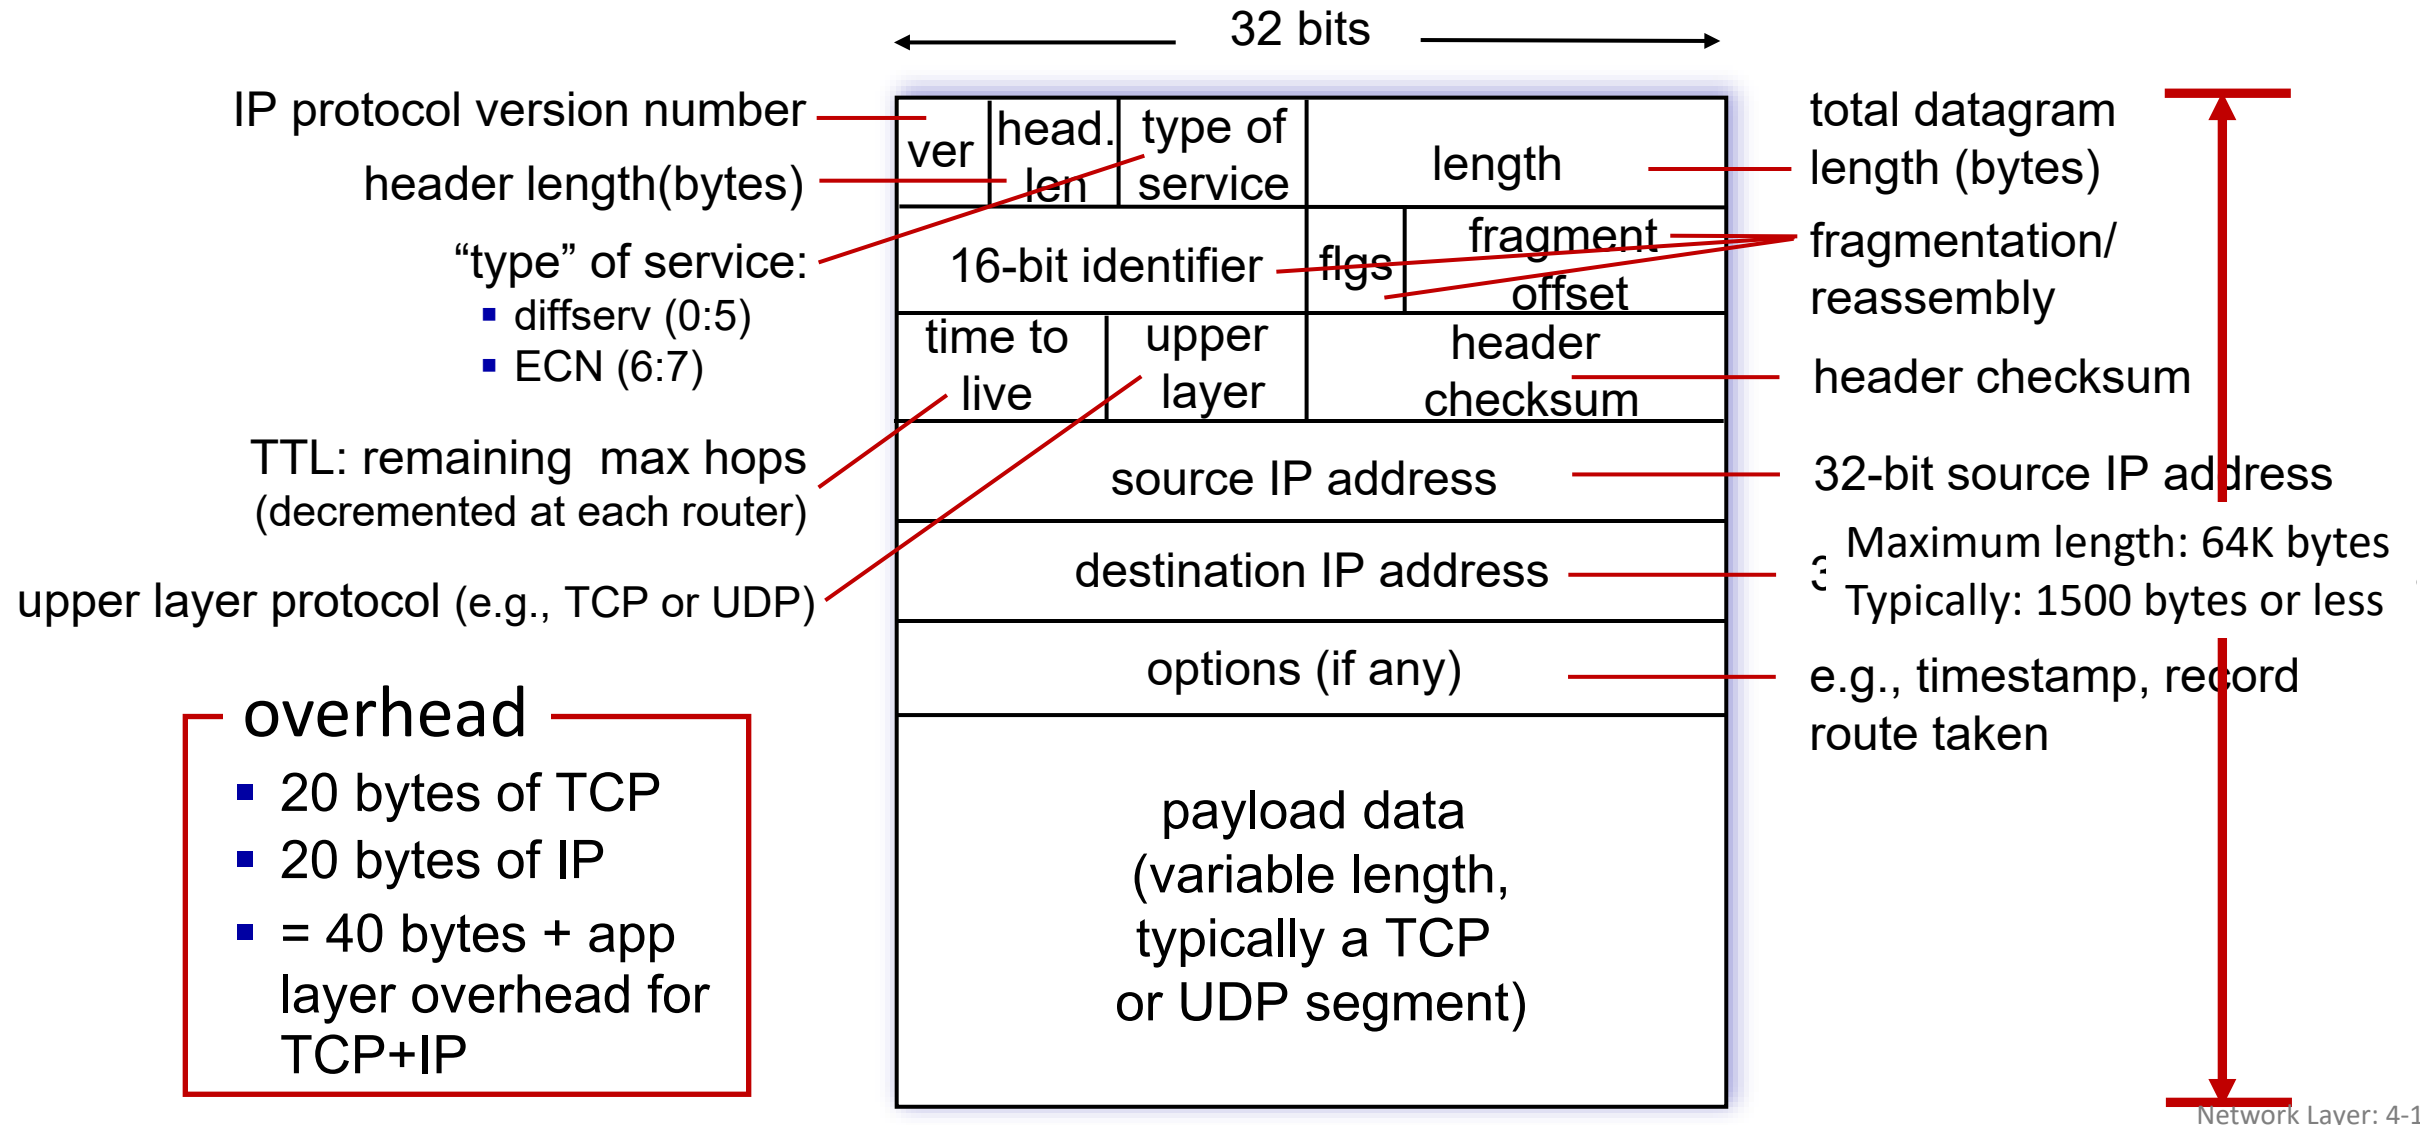 32 bits
IP protocol version number
header length(bytes)
“type” of service:
▪ diffserv (0:5)
▪ ECN (6:7)
TTL: remaining  max hops
(decremented at each router)
upper layer protocol (e.g., TCP or UDP)
overhead
▪ 20 bytes of TCP
▪ 20 bytes of IP
▪ = 40 bytes + app
layer overhead for
TCP+IP
ver
head.
len
type of
service
length
16-bit identifier
flgs
fragment
offset
time to
live
upper
layer
header
checksum
source IP address
destination IP address
options (if any)
payload data
(variable length,
typically a TCP
or UDP segment)
total datagram
length (bytes)
fragmentation/
reassembly
header checksum
32-bit source IP address
Maximum length: 64K bytes
Typically: 1500 bytes or less
e.g., timestamp, record
route taken
Network Layer: 4-1